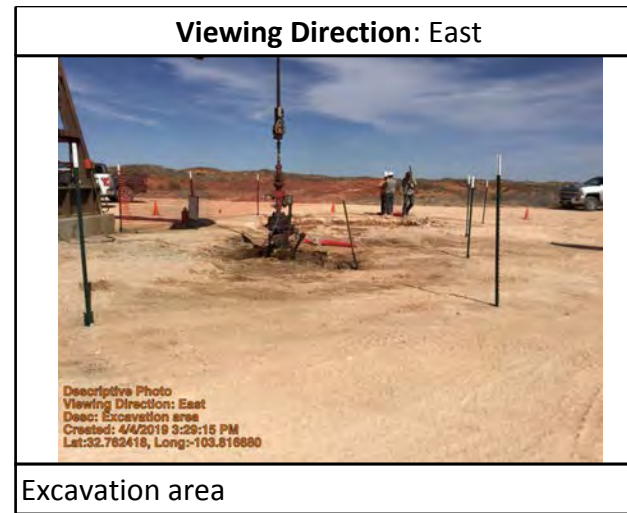 Viewing Direction: East
Descriptive Photo
Viewing Direction: East
Desc: Excavation area
Created: 4/4/2019 3:29:15 PM
Lat:32.762418, Long:-103.816880
Excavation area